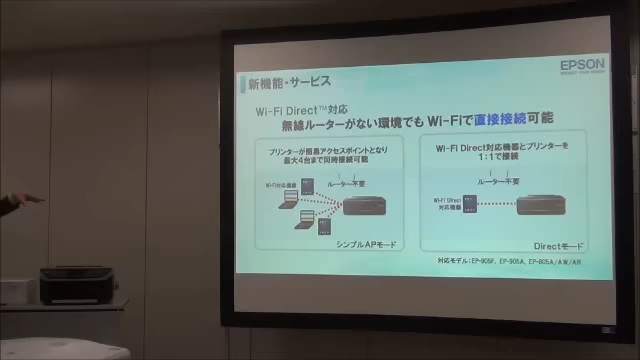 新機能・サービス
EPSON
EXCEED YOUR VISION
Wi-Fi Direct™対応
無線ルーターがない環境でも Wi-Fiで直接接続可能
プリンターが簡易アクセスポイントとなり
最大4台まで同時接続可能
ルーター不要
Wi-Fi対応機器
シンプルAPモード
Wi-Fi Direct対応機器とプリンターを
1:1で接続
ルーター不要
Wi-Fi Direct
対応機器
Directモード
対応モデル:EP-905F、EP-905A、EP-805A/AW/AR